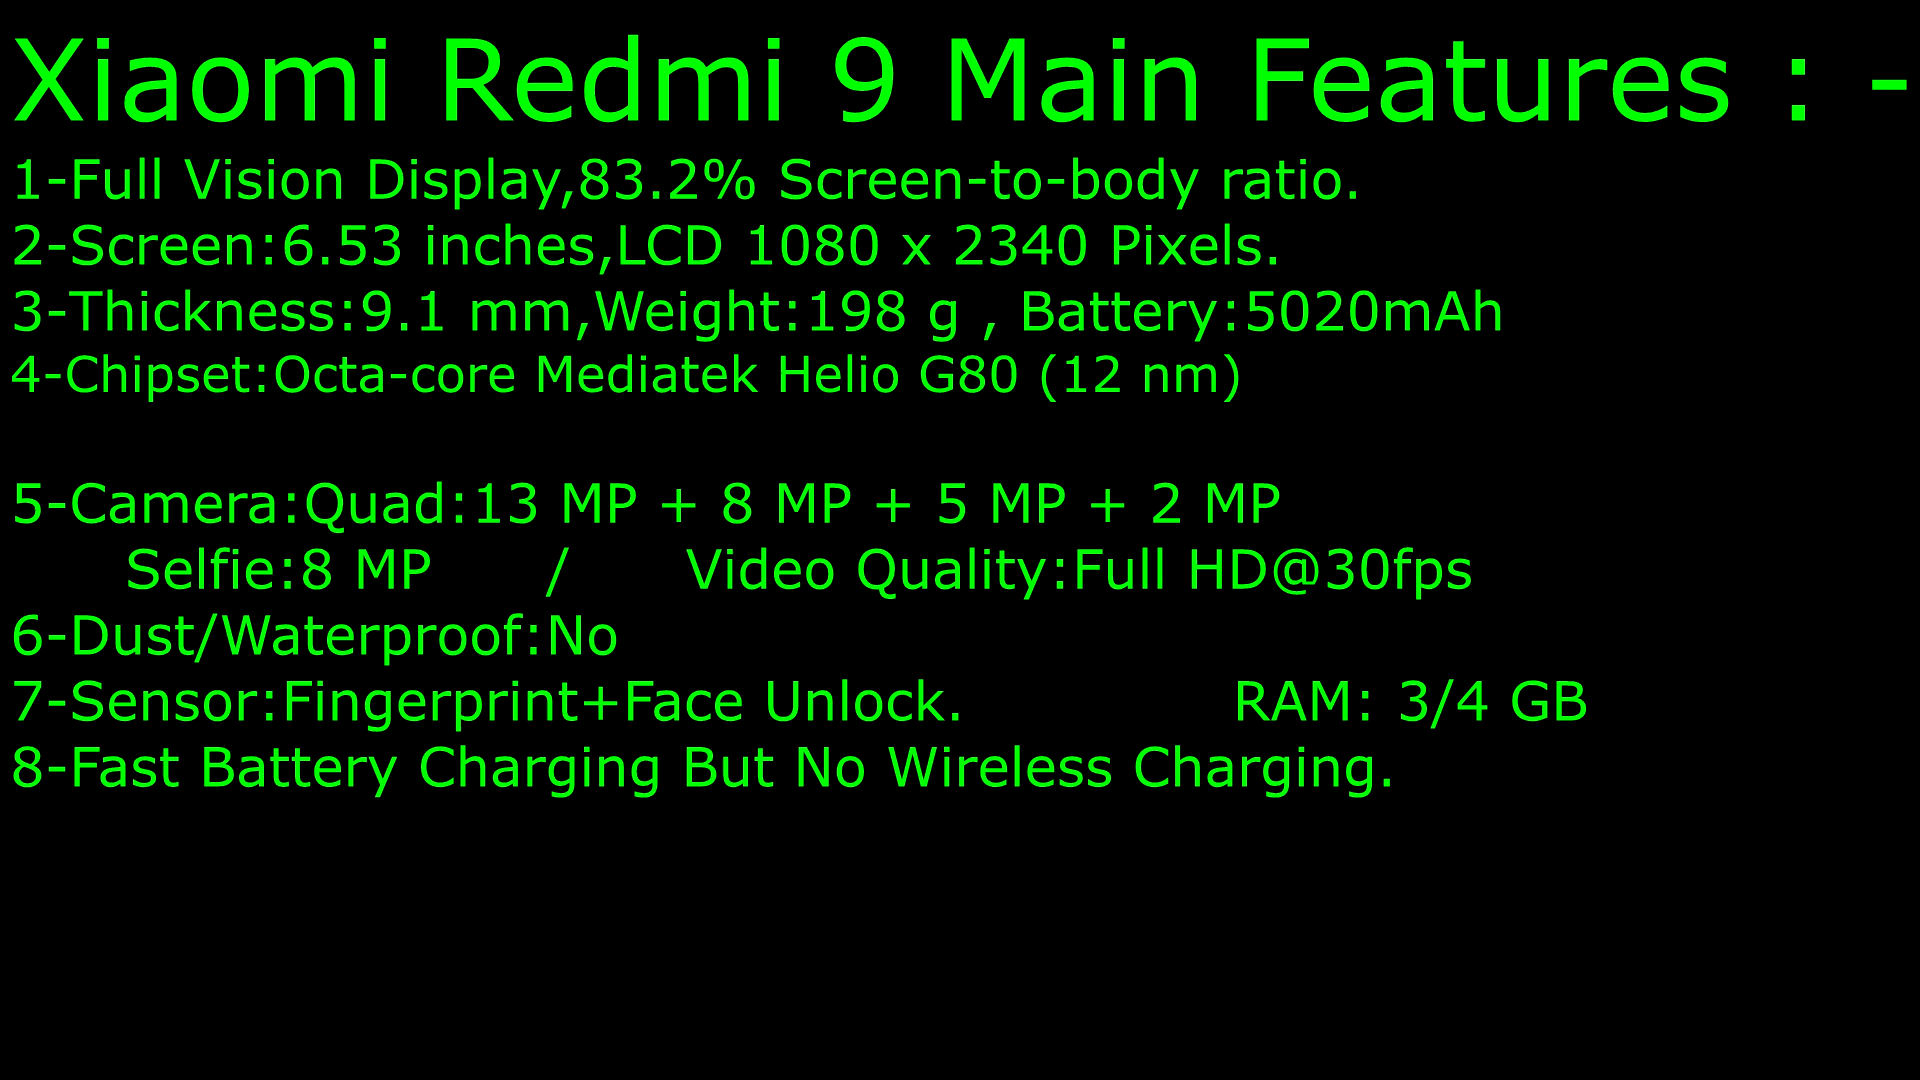 Xiaomi Redmi 9 Main Features : -
1-Full Vision Display,83.2% Screen-to-body ratio.
2-Screen:6.53 inches,LCD 1080 x 2340 Pixels.
3-Thickness:9.1 mm,Weight:198 g , Battery:5020mAh
4-Chipset:Octa-core Mediatek Helio G80 (12 nm)
5-Camera:Quad:13 MP + 8 MP + 5 MP + 2 MP
Selfie:8 MP / Video Quality:Full HD@30fps
6-Dust/Waterproof:No
7-Sensor:Fingerprint+Face Unlock. RAM: 3/4 GB
8-Fast Battery Charging But No Wireless Charging.